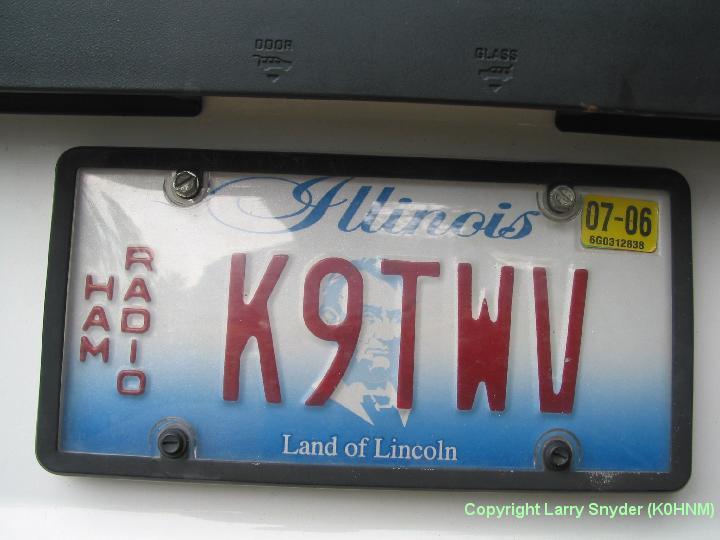 DOOR
GLASS
Illinois
07-06
6G0312838
HAM
RADIO
K9TWV
Land of Lincoln
Copyright Larry Snyder (K0HNM)